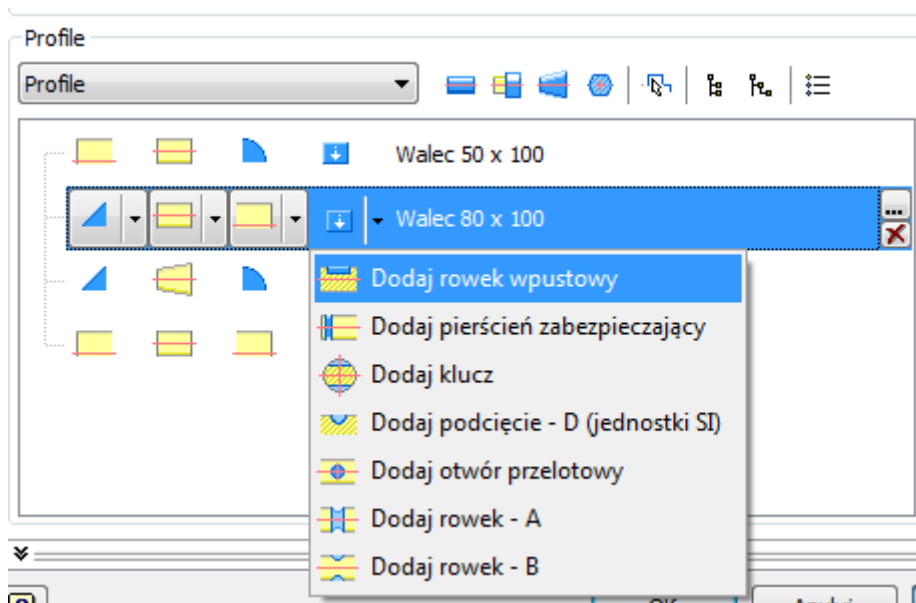 Profile
Profile
Walec 50 x 100
Walec 80 x 100
...
Dodaj rowek wpustowy
Dodaj pierścień zabezpieczający
Dodaj klucz
Dodaj podcięcie - D (jednostki SI)
Dodaj otwór przelotowy
Dodaj rowek - A
Dodaj rowek - B